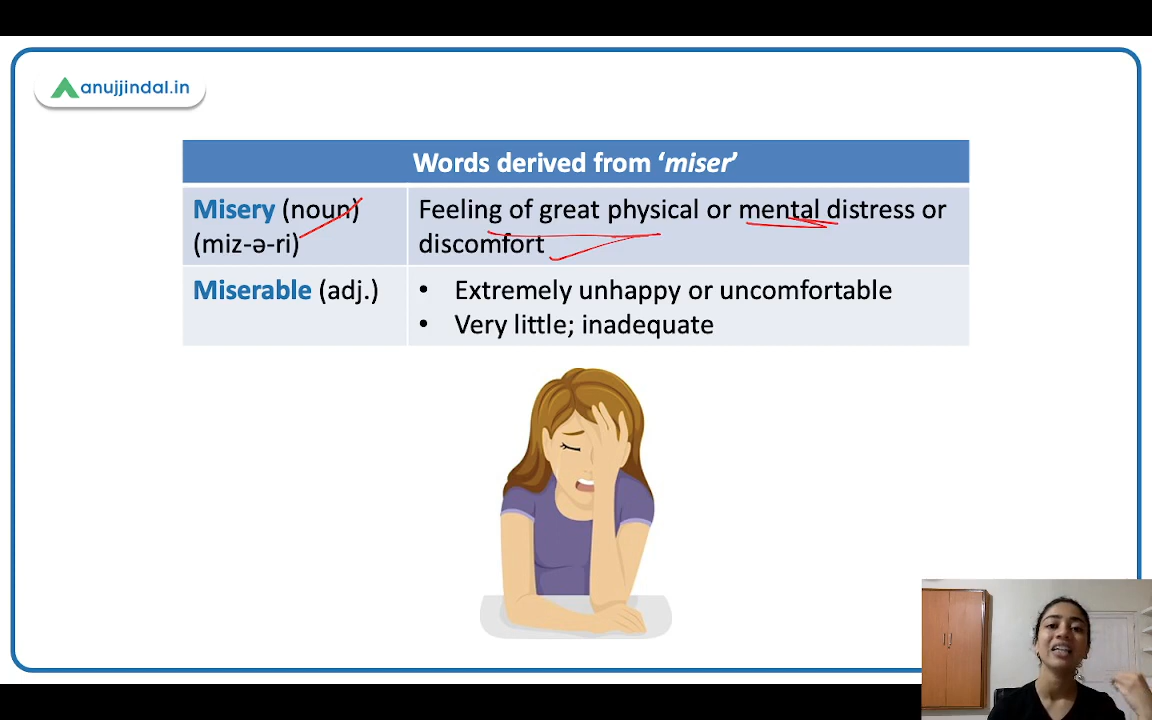 anujjindal.in
Words derived from ‘miser’
Misery (noun)
(miz-ə-ri)
Feeling of great physical or mental distress or
discomfort
Miserable (adj.)
• Extremely unhappy or uncomfortable
• Very little; inadequate